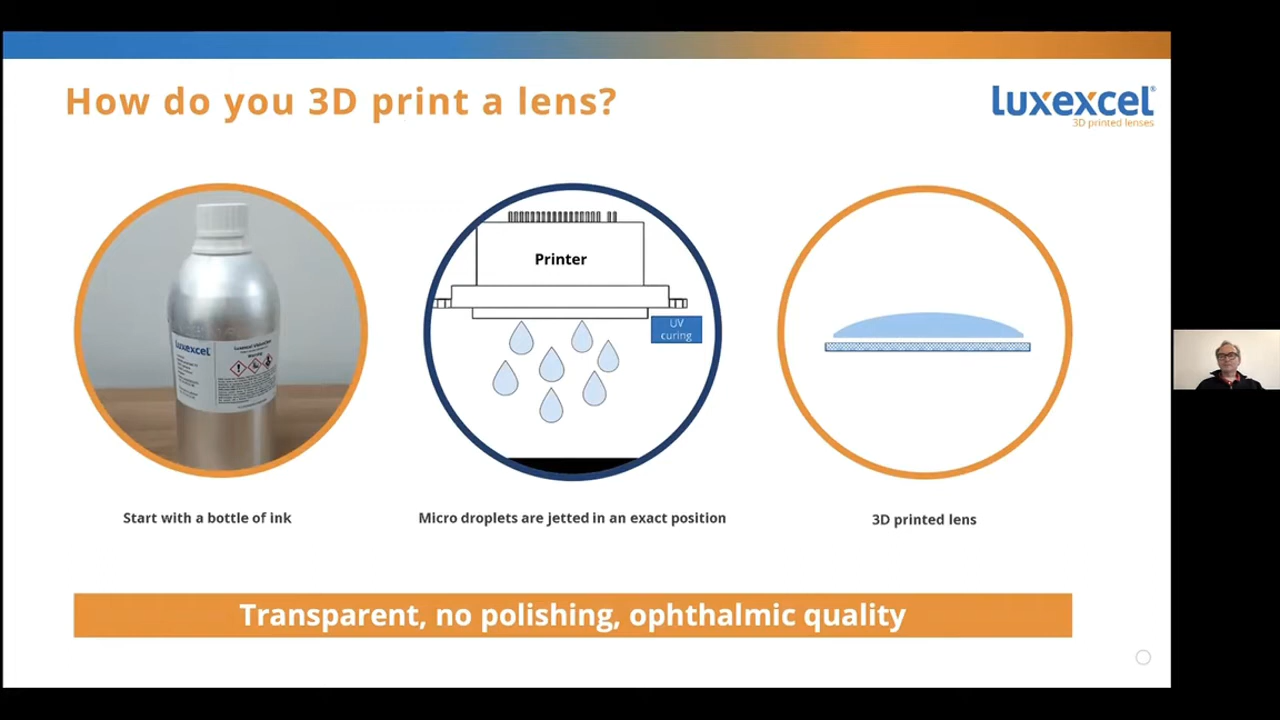 How do you 3D print a lens?
luxexcel®
3D printed lenses
Printer
UV
curing
luxexcel
Warning
Start with a bottle of ink
Micro droplets are jetted in an exact position
3D printed lens
Transparent, no polishing, ophthalmic quality